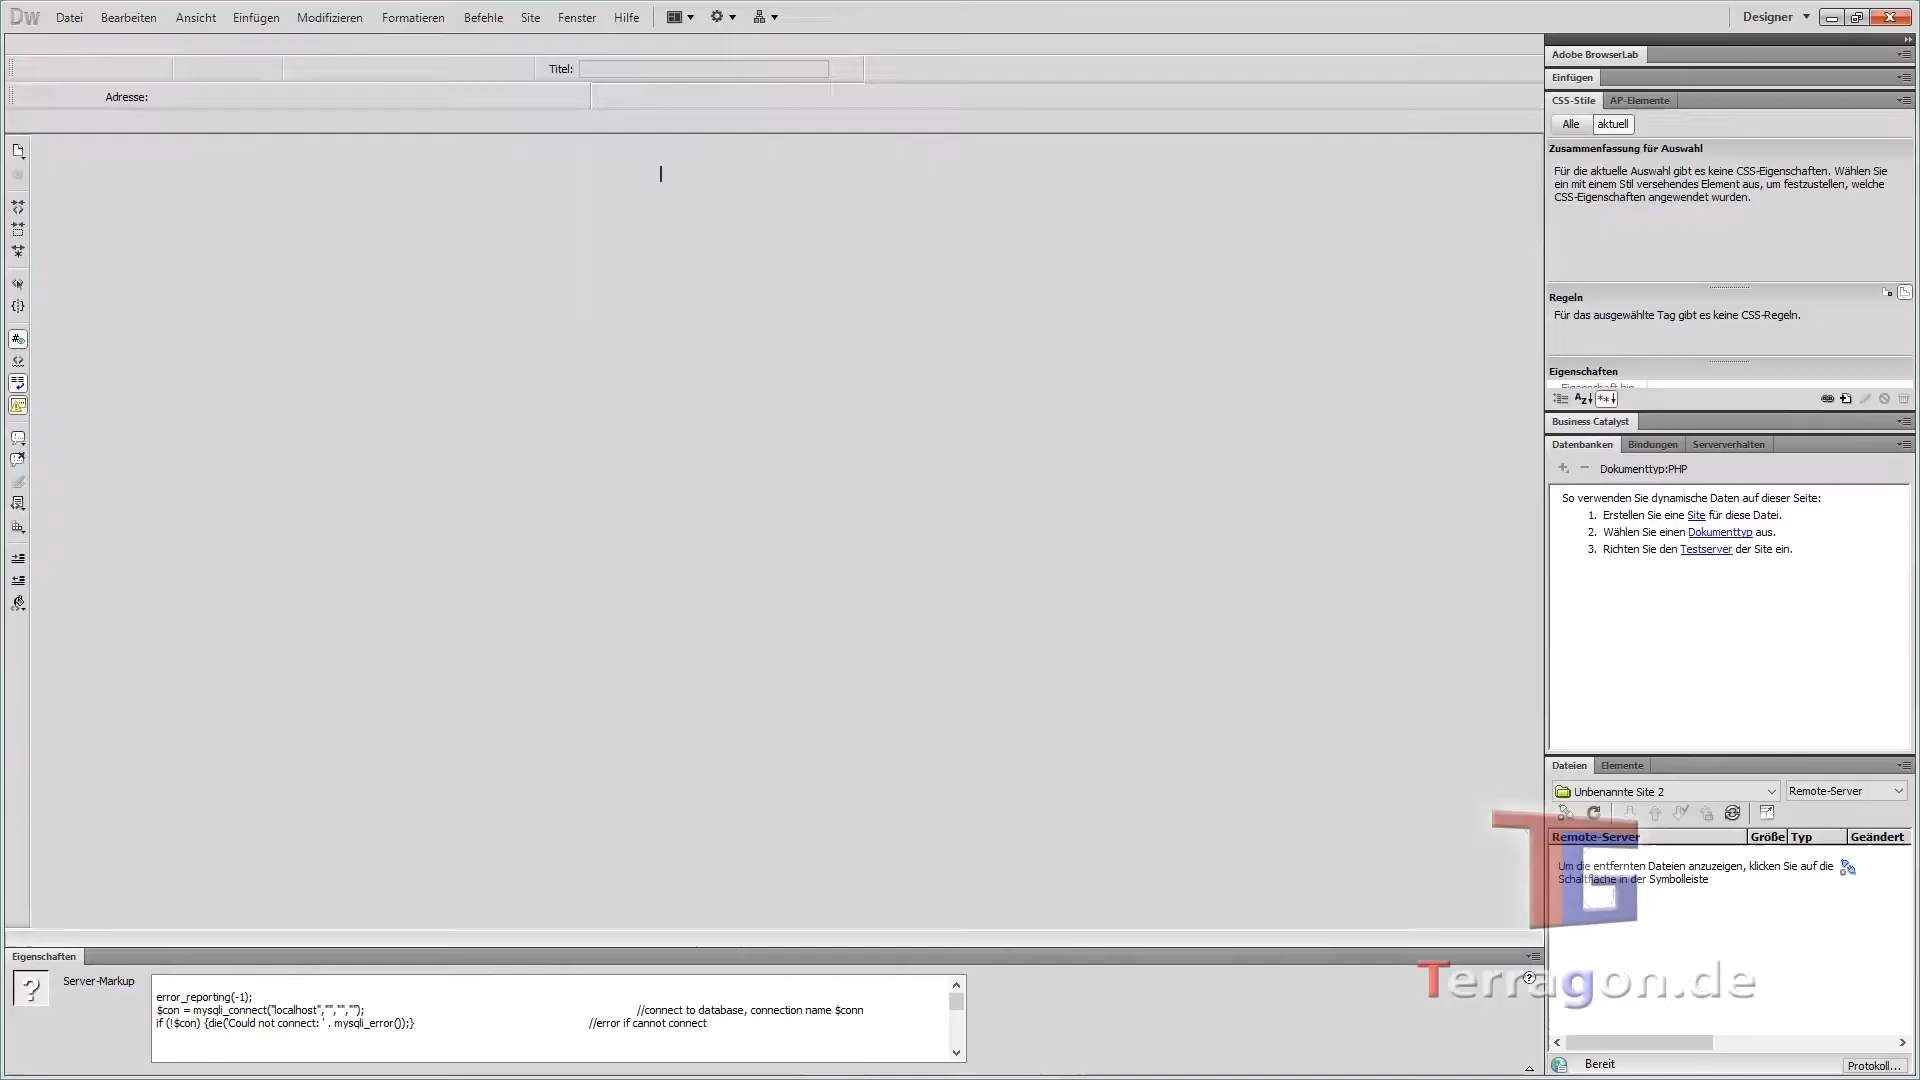 Dw Datei Bearbeiten Ansicht Einfügen Modifizieren Formatieren Befehle Site Fenster Hilfe Designer
Titel:
Adresse:
Adobe BrowserLab
Einfügen
CSS-Stile AP-Elemente
Alle aktuell
Zusammenfassung für Auswahl
Für die aktuelle Auswahl gibt es keine CSS-Eigenschaften. Wählen Sie
ein mit einem Stil versehendes Element aus, um festzustellen, welche
CSS-Eigenschaften angewendet wurden.
Regeln
Für das ausgewählte Tag gibt es keine CSS-Regeln.
Eigenschaften
Business Catalyst
Datenbanken Bindungen Serververhalten
Dokumenttyp:PHP
So verwenden Sie dynamische Daten auf dieser Seite:
1. Erstellen Sie eine Site für diese Datei.
2. Wählen Sie einen Dokumenttyp aus.
3. Richten Sie den Testserver der Site ein.
Dateien Elemente
Unbenannte Site 2 Remote-Server
Remote-Server Größe Typ Geändert
Um die entfernten Dateien anzuzeigen, klicken Sie auf die
Schaltfläche in der Symbolleiste
TG
Terragon.de
Bereit Protokoll...
Eigenschaften
Server-Markup
error_reporting(-1);
$con = mysqli_connect("localhost","","",""); //connect to database, connection name $conn
if (!$con) {die('Could not connect: ' . mysqli_error());} //error if cannot connect